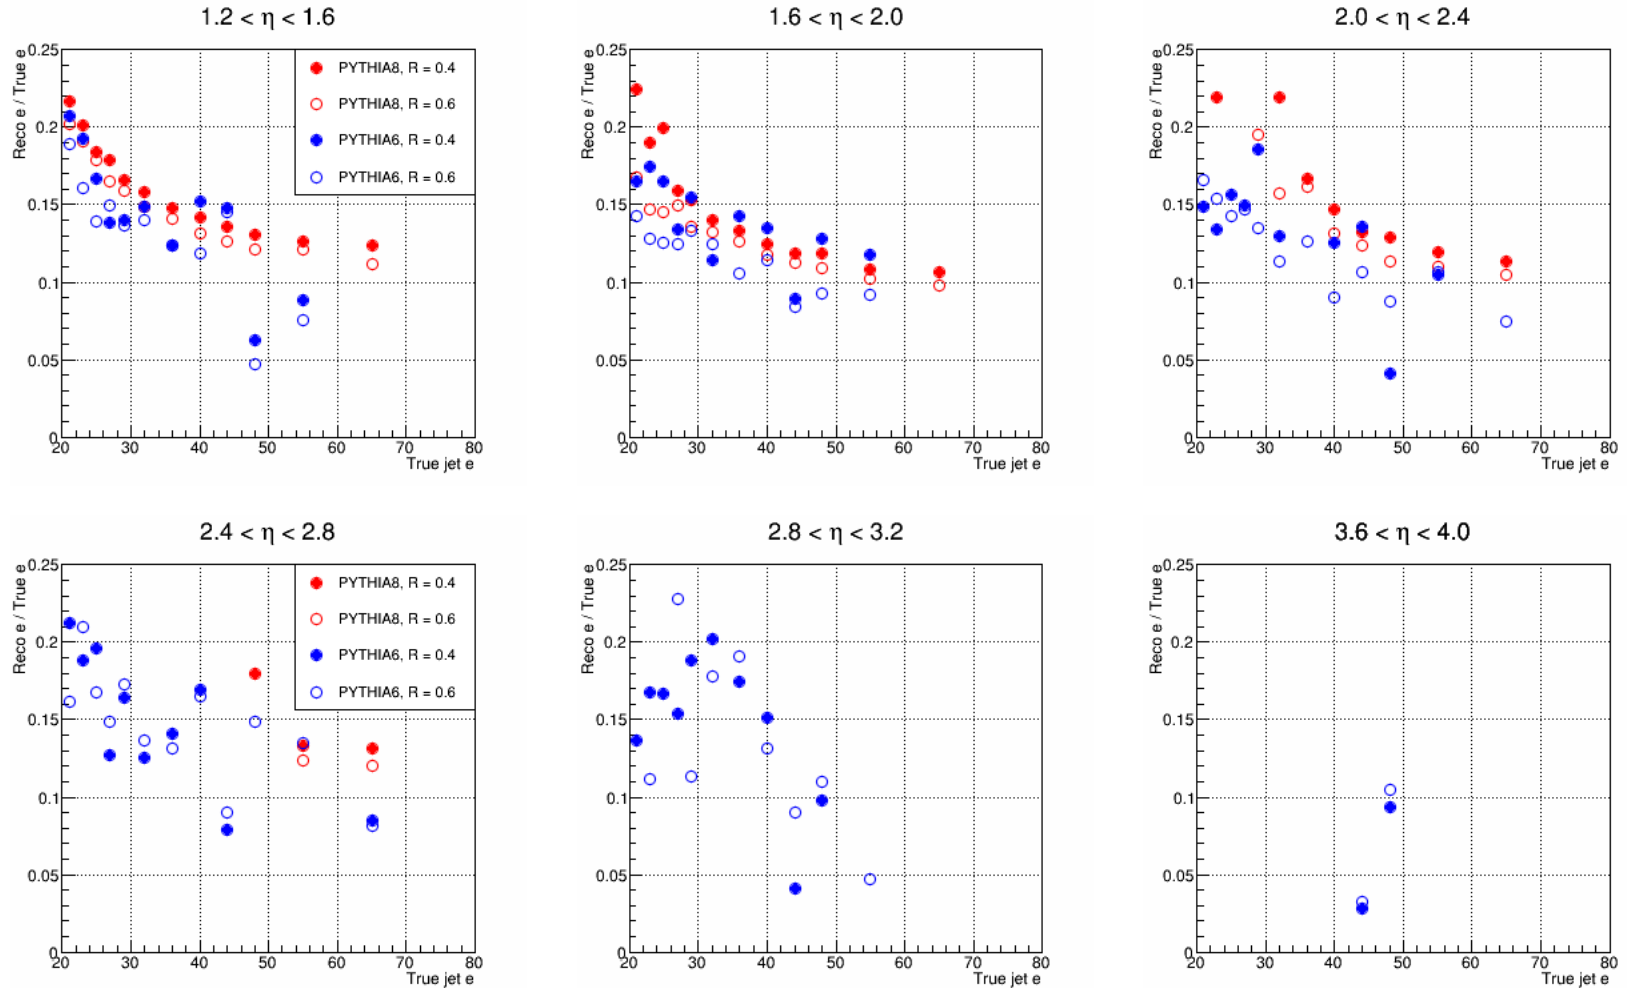 1.2 < η < 1.6
Reco e / True e
0.25
0.2
0.15
0.1
0.05
0
PYTHIA8, R = 0.4
PYTHIA8, R = 0.6
PYTHIA6, R = 0.4
PYTHIA6, R = 0.6
20 30 40 50 60 70 80
True jet e
1.6 < η < 2.0
Reco e / True e
0.25
0.2
0.15
0.1
0.05
0
20 30 40 50 60 70 80
True jet e
2.0 < η < 2.4
Reco e / True e
0.25
0.2
0.15
0.1
0.05
0
20 30 40 50 60 70 80
True jet e
2.4 < η < 2.8
Reco e / True e
0.25
0.2
0.15
0.1
0.05
0
PYTHIA8, R = 0.4
PYTHIA8, R = 0.6
PYTHIA6, R = 0.4
PYTHIA6, R = 0.6
20 30 40 50 60 70 80
True jet e
2.8 < η < 3.2
Reco e / True e
0.25
0.2
0.15
0.1
0.05
0
20 30 40 50 60 70 80
True jet e
3.6 < η < 4.0
Reco e / True e
0.25
0.2
0.15
0.1
0.05
0
20 30 40 50 60 70 80
True jet e